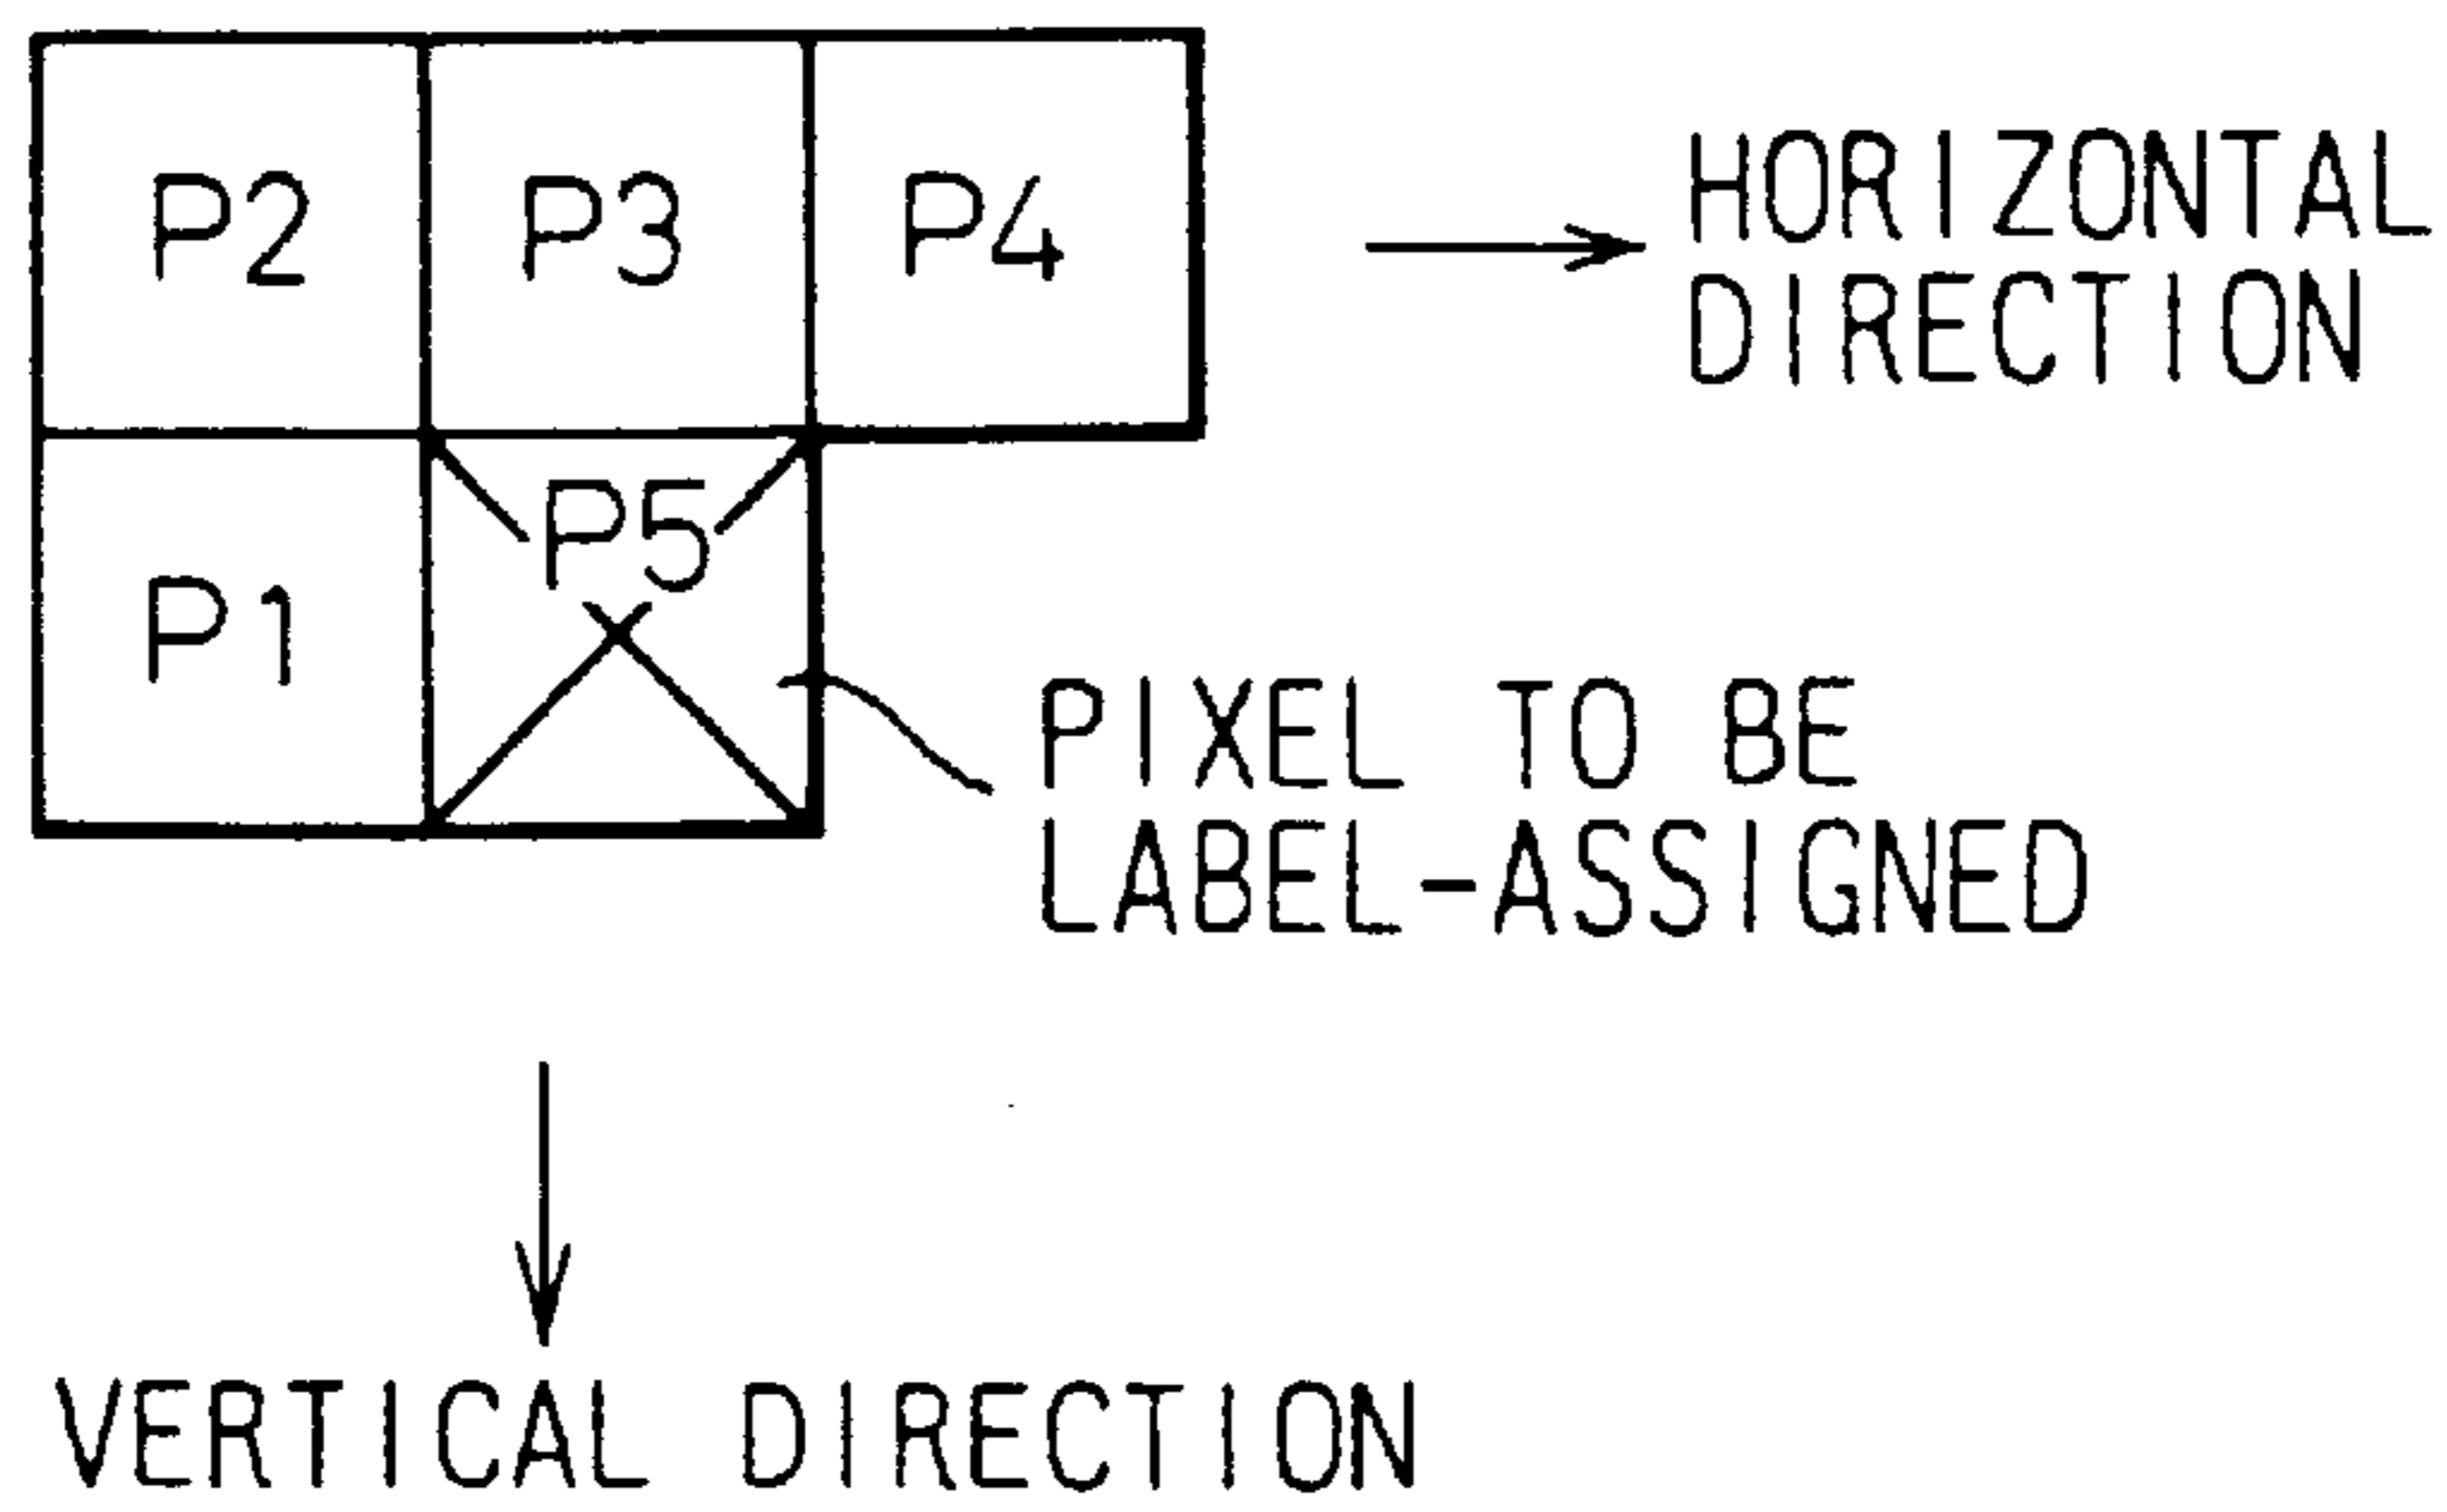 P2 P3 P4
HORIZONTAL
DIRECTION
P1 P5
PIXEL TO BE
LABEL-ASSIGNED
VERTICAL DIRECTION